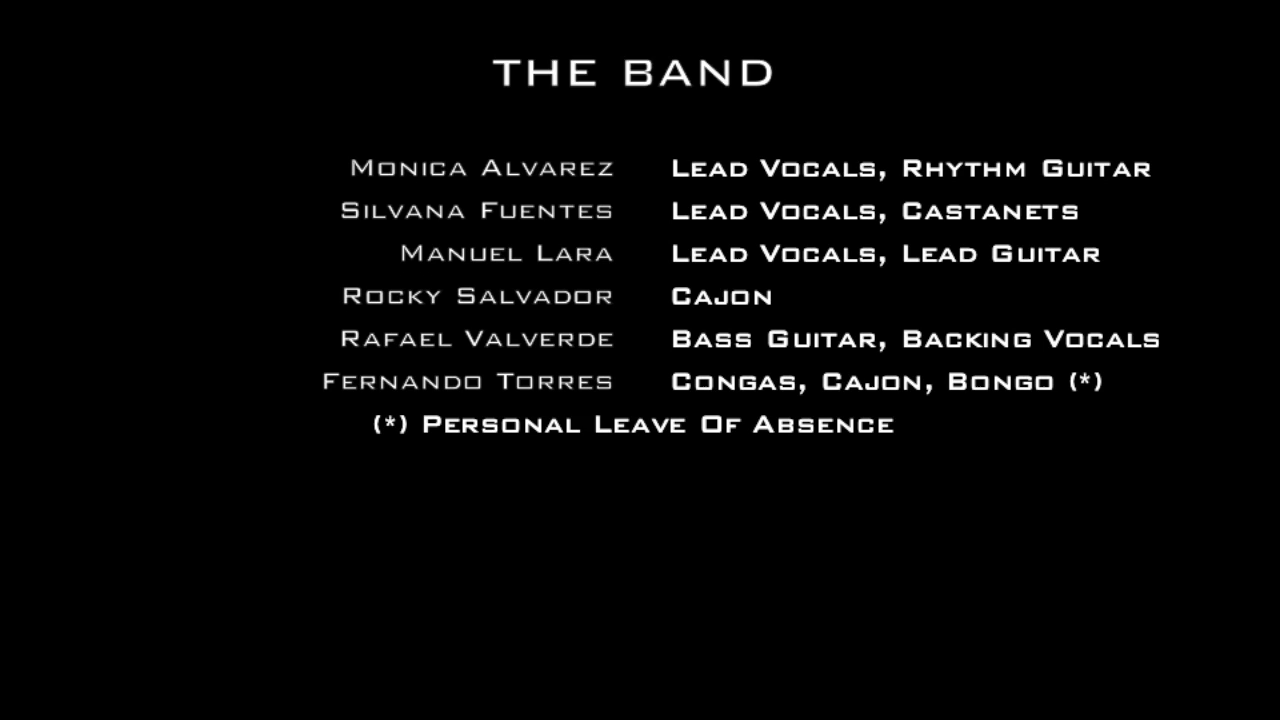 THE BAND
MONICA ALVAREZ LEAD VOCALS, RHYTHM GUITAR
SILVANA FUENTES LEAD VOCALS, CASTANETS
MANUEL LARA LEAD VOCALS, LEAD GUITAR
ROCKY SALVADOR CAJON
RAFAEL VALVERDE BASS GUITAR, BACKING VOCALS
FERNANDO TORRES CONGAS, CAJON, BONGO (*)
(*) PERSONAL LEAVE OF ABSENCE